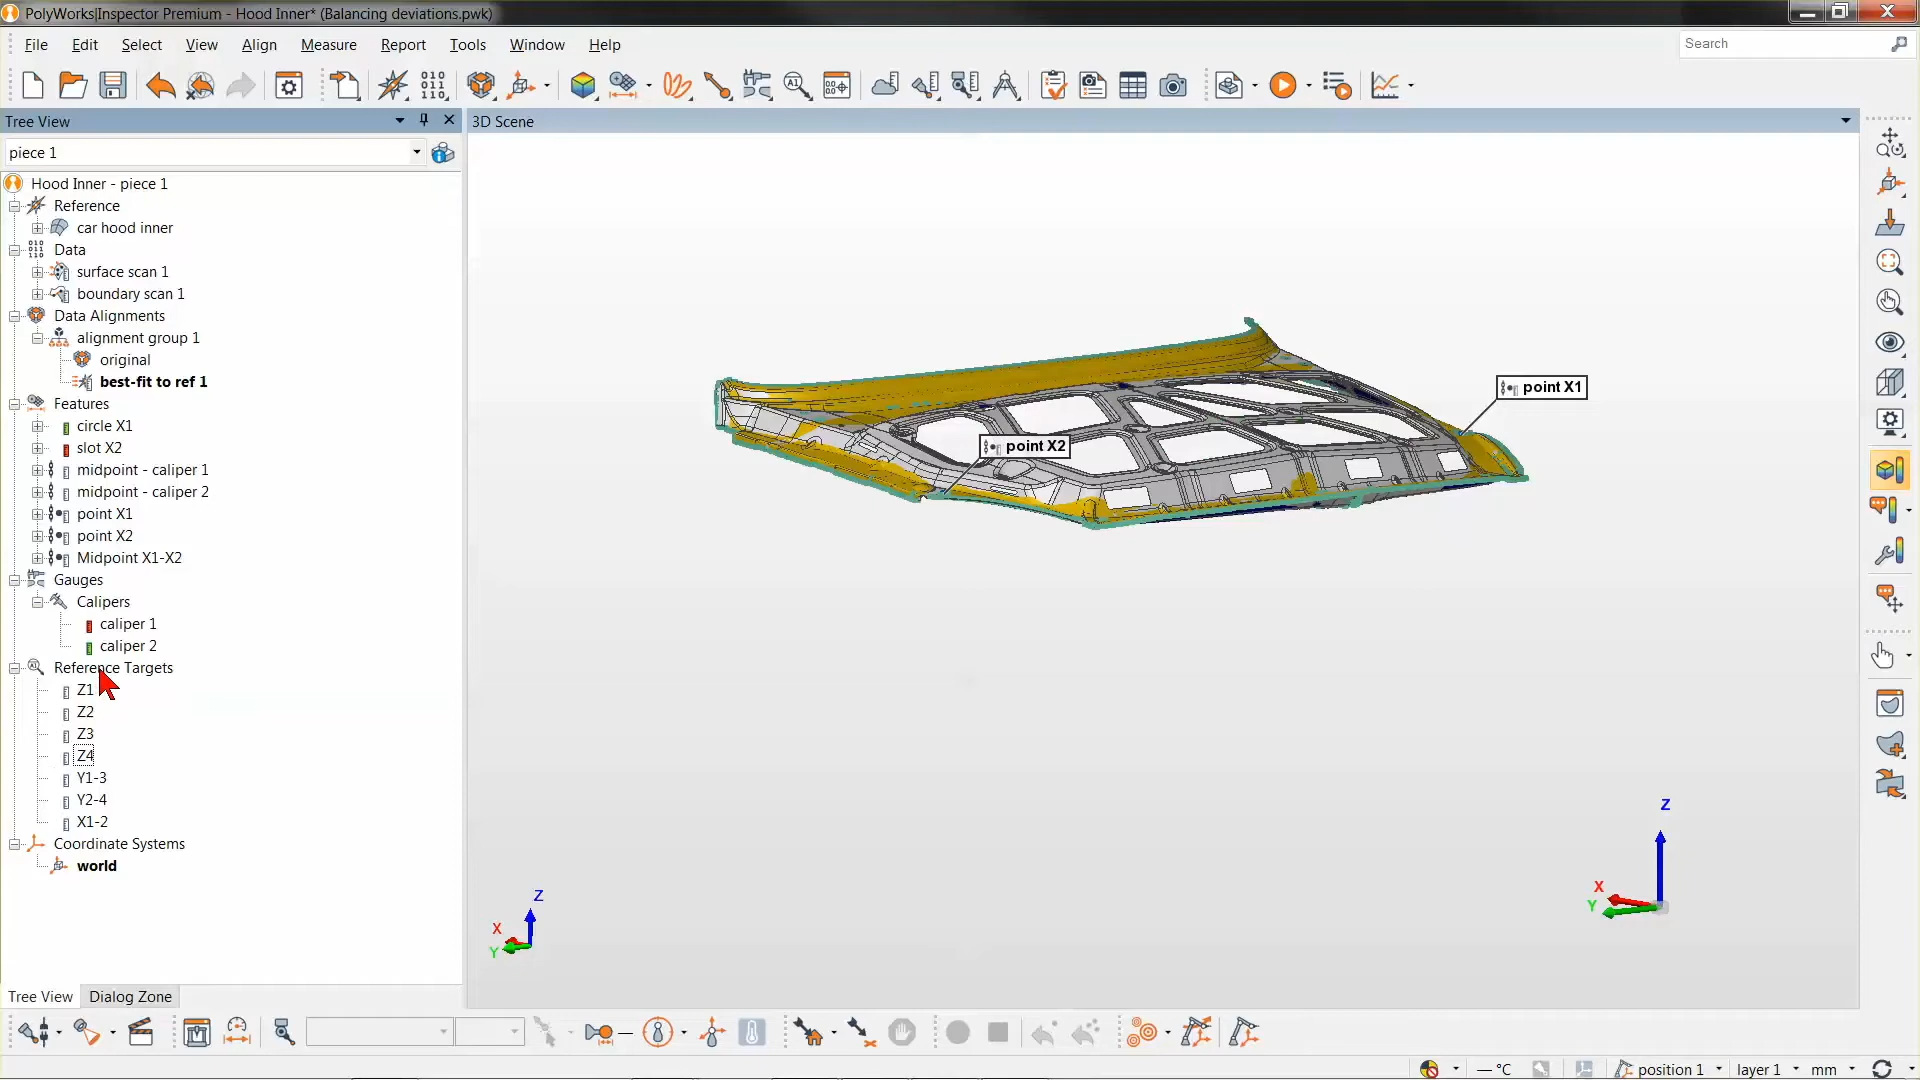 PolyWorks|Inspector Premium - Hood Inner* (Balancing deviations.pwk)
File Edit Select View Align Measure Report Tools Window Help
Search
Tree View
3D Scene
piece 1
Hood Inner - piece 1
Reference
car hood inner
Data
surface scan 1
boundary scan 1
Data Alignments
alignment group 1
original
best-fit to ref 1
Features
circle X1
slot X2
midpoint - caliper 1
midpoint - caliper 2
point X1
point X2
Midpoint X1-X2
Gauges
Calipers
caliper 1
caliper 2
Reference Targets
Z1
Z2
Z3
Z4
Y1-3
Y2-4
X1-2
Coordinate Systems
world
point X1
point X2
Z
X
Y
Z
X
Y
Tree View Dialog Zone
— °C
position 1
layer 1
mm